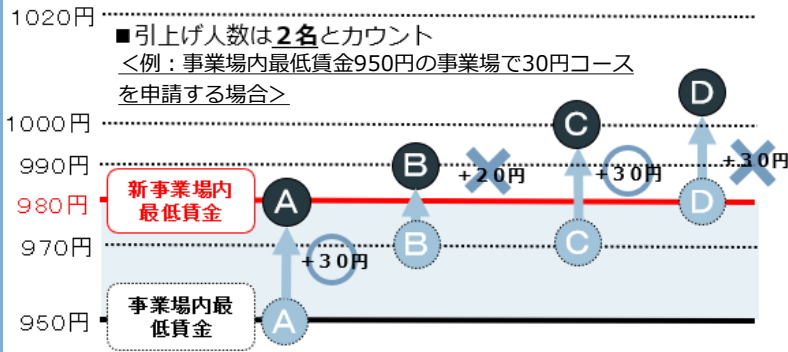 1020円
■引上げ人数は２名とカウント
＜例：事業場内最低賃金950円の事業場で30円コース
を申請する場合＞
D
1000円
C
990円
B
+20円
+30円
+30円
新事業場内
最低賃金
980円
A
D
970円
B
C
+30円
事業場内最
低賃金
950円
A